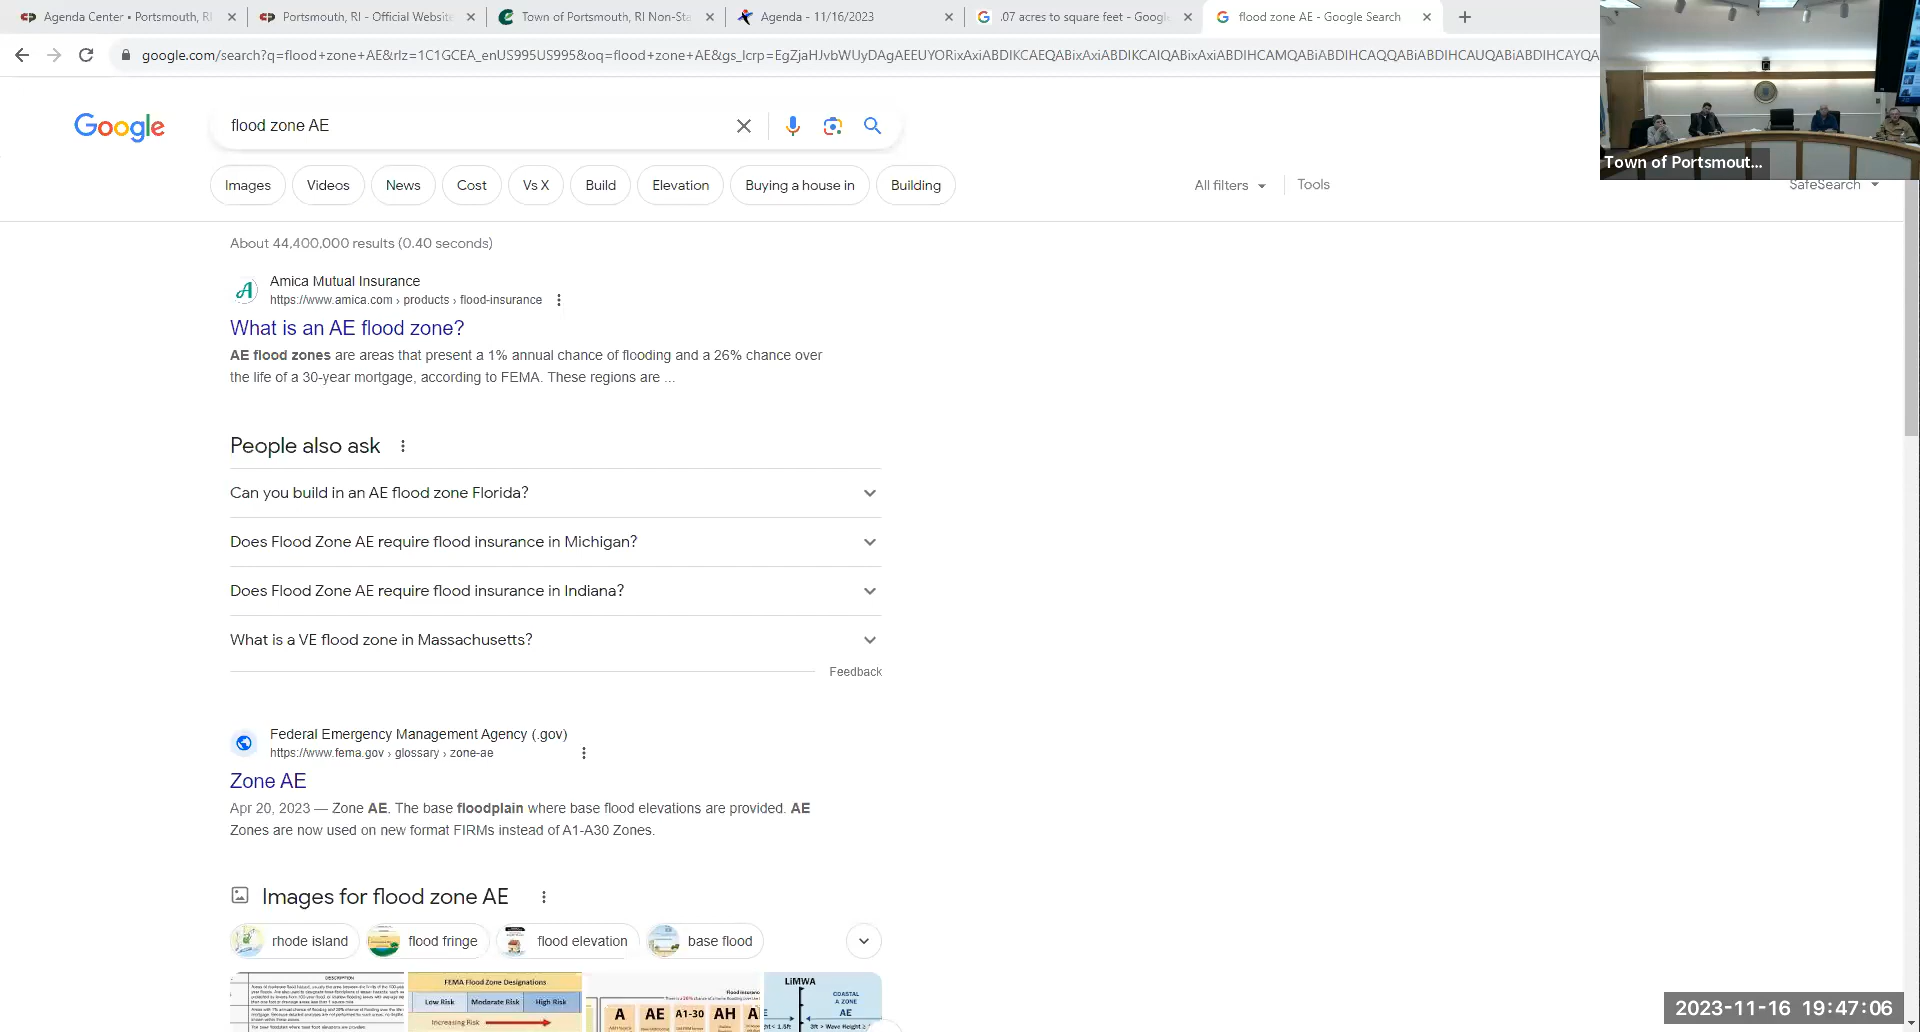 Agenda Center • Portsmouth, RI
Portsmouth, RI - Official Website
Town of Portsmouth, RI Non-Sta
Agenda - 11/16/2023
.07 acres to square feet - Google
flood zone AE - Google Search
google.com/search?q=flood+zone+AE&rlz=1C1GCEA_enUS995US995&oq=flood+zone+AE&gs_lcrp=EgZjaHJvbWUyDAgAEEUYORixAxiABDIKCAEQABixAxiABDIKCAIQABixAxiABDIHCAMQABiABDIHCAQQABiABDIHCAUQABiABDIHCAYQA
Google
flood zone AE
Images
Videos
News
Cost
Vs X
Build
Elevation
Buying a house in
Building
All filters
Tools
SafeSearch
Town of Portsmout...
About 44,400,000 results (0.40 seconds)
Amica Mutual Insurance
https://www.amica.com › products › flood-insurance
What is an AE flood zone?
AE flood zones are areas that present a 1% annual chance of flooding and a 26% chance over
the life of a 30-year mortgage, according to FEMA. These regions are ...
People also ask
Can you build in an AE flood zone Florida?
Does Flood Zone AE require flood insurance in Michigan?
Does Flood Zone AE require flood insurance in Indiana?
What is a VE flood zone in Massachusetts?
Feedback
Federal Emergency Management Agency (.gov)
https://www.fema.gov › glossary › zone-ae
Zone AE
Apr 20, 2023 — Zone AE. The base floodplain where base flood elevations are provided. AE
Zones are now used on new format FIRMs instead of A1-A30 Zones.
Images for flood zone AE
rhode island
flood fringe
flood elevation
base flood
DESCRIPTION
FEMA Flood Zone Designations
Low Risk
Moderate Risk
High Risk
Increasing Risk
A
AE
A1-30
AH
LiMWA
COASTAL
A ZONE
AE
2023-11-16 19:47:06